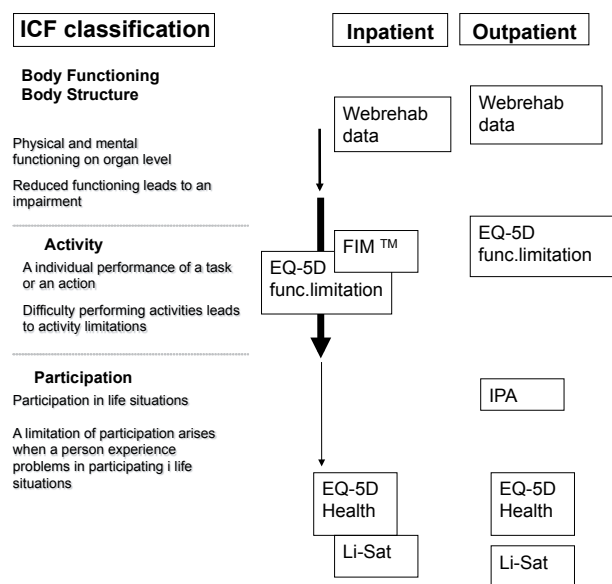 ICF classification
Inpatient
Outpatient
Body Functioning
Body Structure
Physical and mental
functioning on organ level
Reduced functioning leads to an
impairment
Webrehab
data
Webrehab
data
Activity
A individual performance of a task
or an action
Difficulty performing activities leads
to activity limitations
FIM ™
EQ-5D
func.limitation
EQ-5D
func.limitation
Participation
Participation in life situations
A limitation of participation arises
when a person experience
problems in participating i life
situations
IPA
EQ-5D
Health
Li-Sat
EQ-5D
Health
Li-Sat